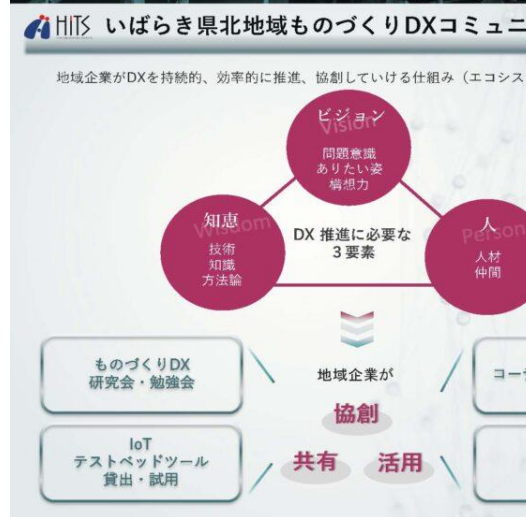 HITS いばらき県北地域ものづくりDXコミュニ
地域企業がDXを持続的、効率的に推進、協創していける仕組み（エコシス
ビジョン
Vision
問題意識
ありたい姿
構想力
知恵
Wisdom
技術
知識
方法論
DX 推進に必要な
3要素
人
Person
人材
仲間
ものづくりDX
研究会・勉強会
地域企業が
コー
協創
IoT
テストベッドツール
貸出・試用
共有
活用